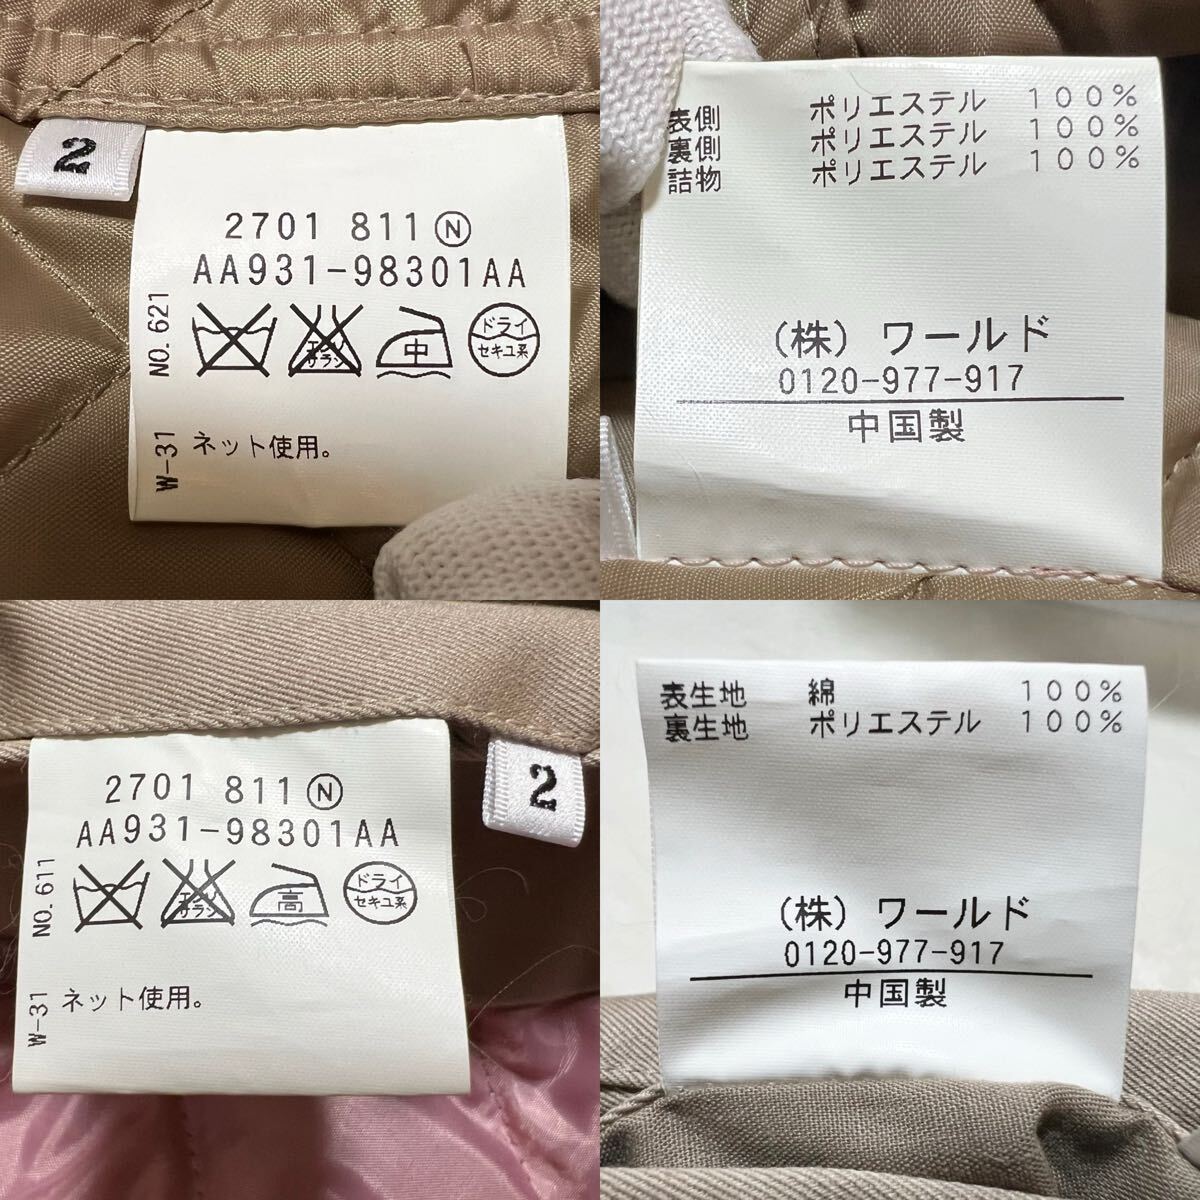 2
2701 811 Ⓝ
AA931-98301AA
NO. 621
中
ドライ
セキユ系
W-31
ネット使用。
表側 ポリエステル 100%
裏側 ポリエステル 100%
詰物 ポリエステル 100%
(株) ワールド
0120-977-917
中国製
2
2701 811 Ⓝ
AA931-98301AA
NO. 611
高
ドライ
セキユ系
W-31
ネット使用。
表生地 綿 100%
裏生地 ポリエステル 100%
(株) ワールド
0120-977-917
中国製